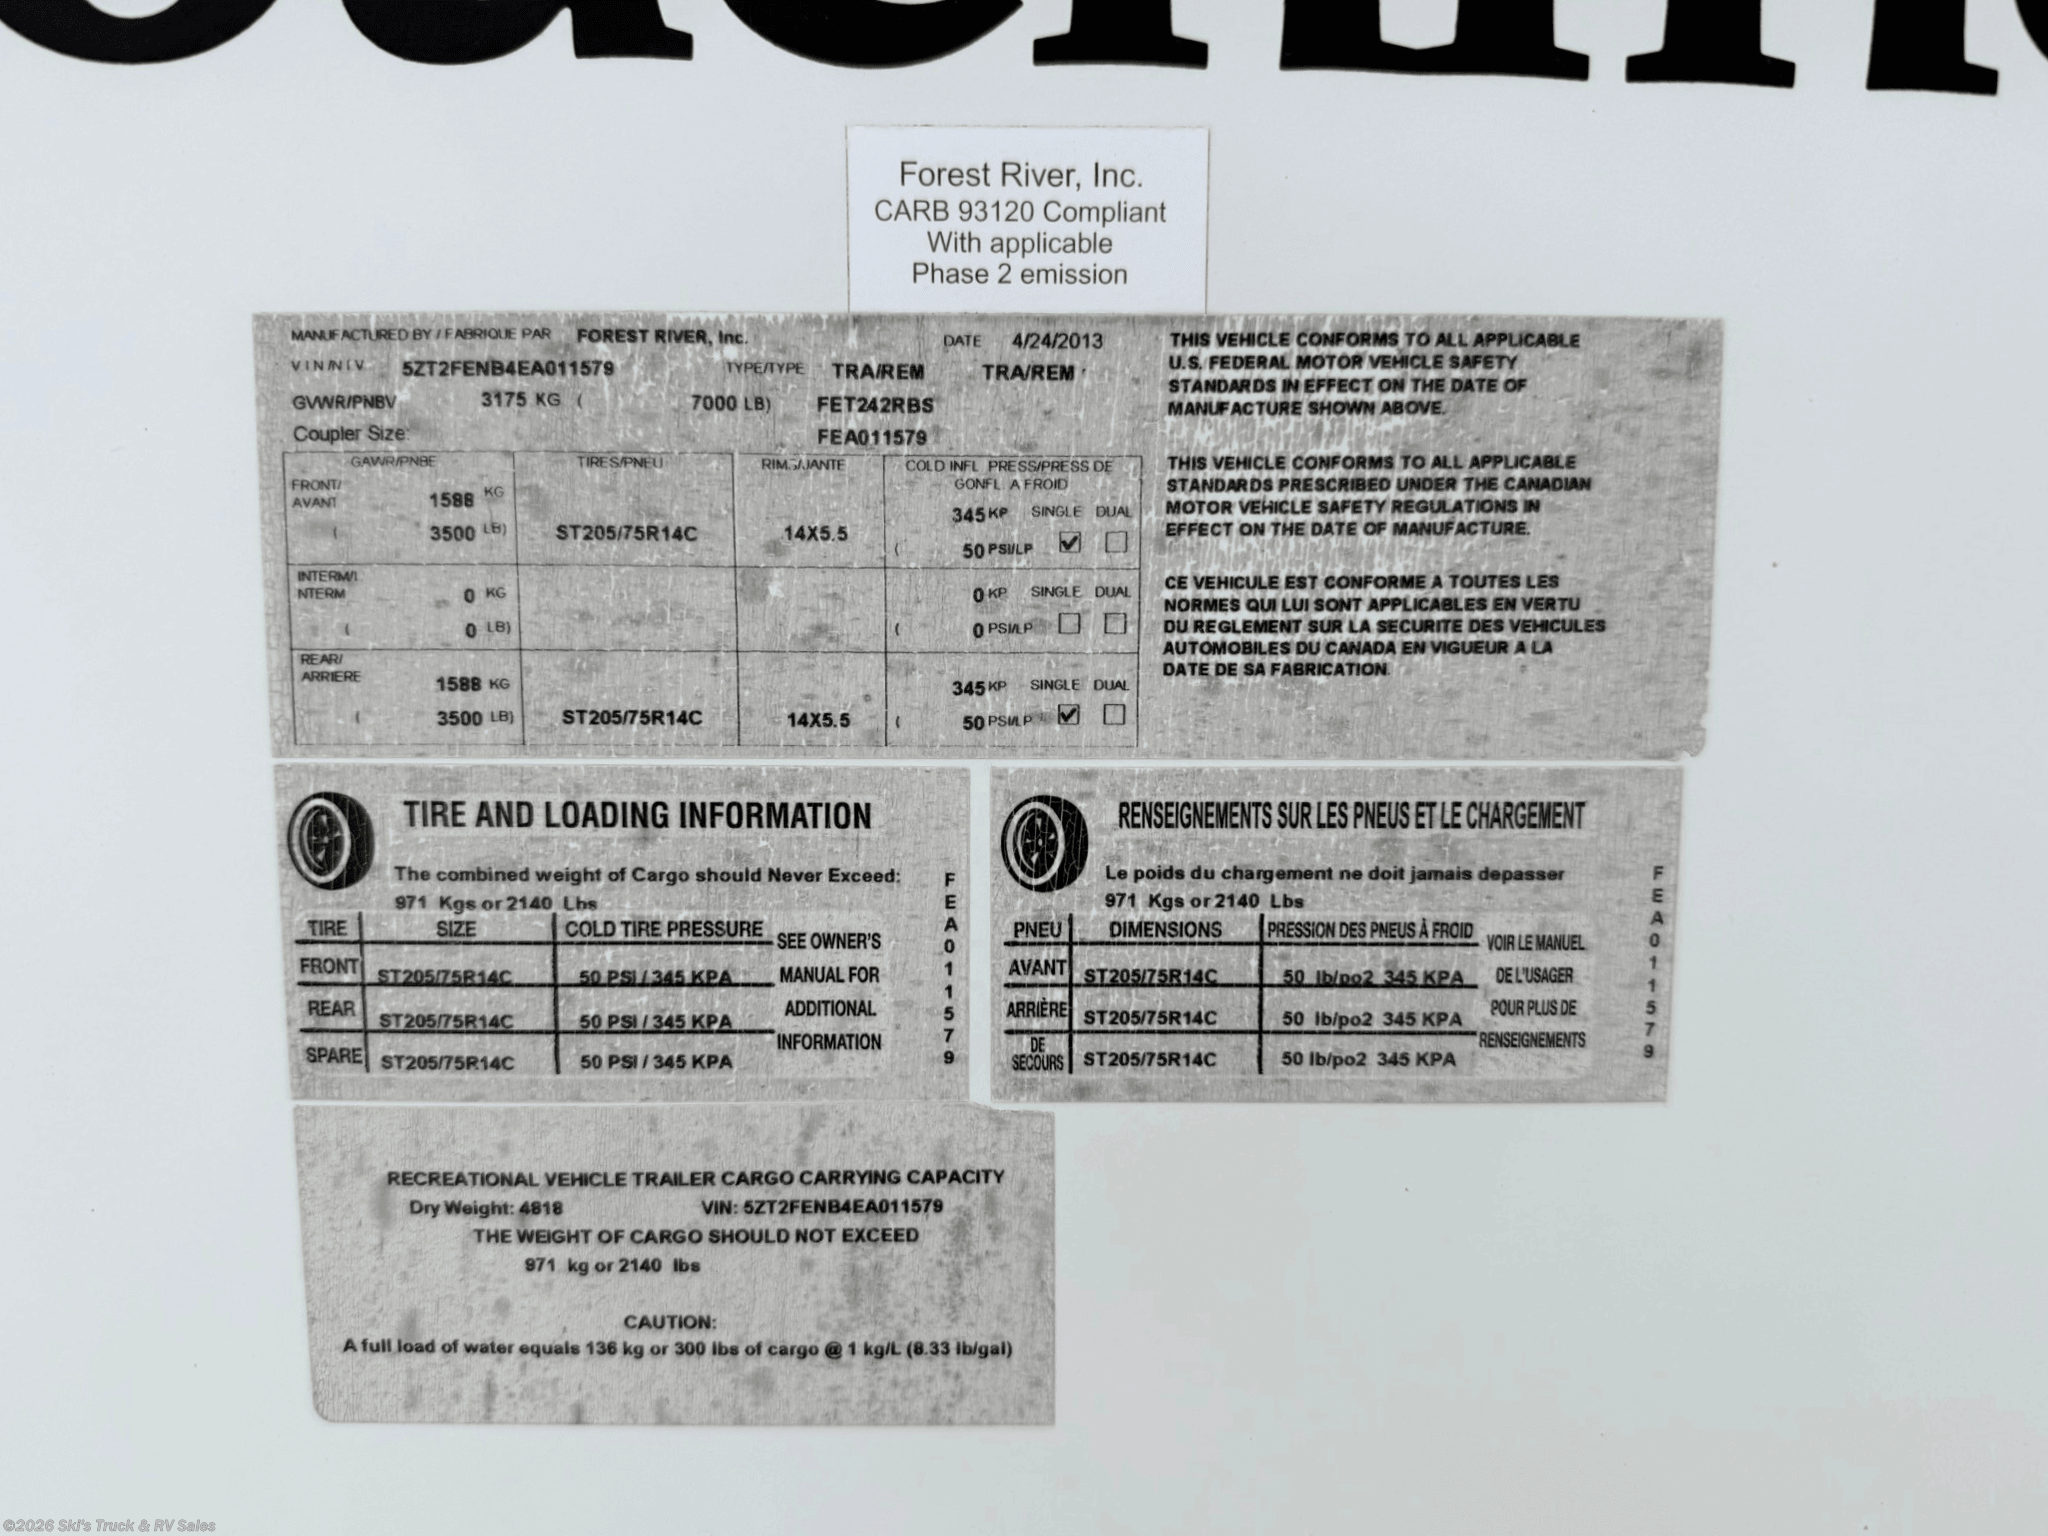 Forest River, Inc.
CARB 93120 Compliant
With applicable
Phase 2 emission
MANUFACTURED BY / FABRIQUE PAR FOREST RIVER, Inc. DATE 4/24/2013
V I N / N I V 5ZT2FENB4EA011579 TYPE/TYPE TRA/REM TRA/REM
GVWR/PNBV 3175 KG ( 7000 LB) FET242RBS
Coupler Size: FEA011579
GAWR/PNBE TIRES/PNEU RIMS/JANTE COLD INFL PRESS/PRESS DE
GONFL A FROID
FRONT/
AVANT 1588 KG 345 KP SINGLE DUAL
( 3500 LB) ST205/75R14C 14X5.5 ( 50 PSI/LP
INTERM/I
NTERM 0 KG 0 KP SINGLE DUAL
( 0 LB) ( 0 PSI/LP
REAR/
ARRIERE 1588 KG 345 KP SINGLE DUAL
( 3500 LB) ST205/75R14C 14X5.5 ( 50 PSI/LP
THIS VEHICLE CONFORMS TO ALL APPLICABLE
U.S. FEDERAL MOTOR VEHICLE SAFETY
STANDARDS IN EFFECT ON THE DATE OF
MANUFACTURE SHOWN ABOVE.
THIS VEHICLE CONFORMS TO ALL APPLICABLE
STANDARDS PRESCRIBED UNDER THE CANADIAN
MOTOR VEHICLE SAFETY REGULATIONS IN
EFFECT ON THE DATE OF MANUFACTURE.
CE VEHICULE EST CONFORME A TOUTES LES
NORMES QUI LUI SONT APPLICABLES EN VERTU
DU REGLEMENT SUR LA SECURITE DES VEHICULES
AUTOMOBILES DU CANADA EN VIGUEUR A LA
DATE DE SA FABRICATION.
TIRE AND LOADING INFORMATION
The combined weight of Cargo should Never Exceed:
971 Kgs or 2140 Lbs
TIRE SIZE COLD TIRE PRESSURE
FRONT ST205/75R14C 50 PSI / 345 KPA
REAR ST205/75R14C 50 PSI / 345 KPA
SPARE ST205/75R14C 50 PSI / 345 KPA
SEE OWNER'S
MANUAL FOR
ADDITIONAL
INFORMATION
FEA011579
RENSEIGNEMENTS SUR LES PNEUS ET LE CHARGEMENT
Le poids du chargement ne doit jamais depasser
971 Kgs or 2140 Lbs
PNEU DIMENSIONS PRESSION DES PNEUS À FROID
AVANT ST205/75R14C 50 lb/po2 345 KPA
ARRIÈRE ST205/75R14C 50 lb/po2 345 KPA
DE
SECOURS ST205/75R14C 50 lb/po2 345 KPA
VOIR LE MANUEL
DE L'USAGER
POUR PLUS DE
RENSEIGNEMENTS
FEA011579
RECREATIONAL VEHICLE TRAILER CARGO CARRYING CAPACITY
Dry Weight: 4818 VIN: 5ZT2FENB4EA011579
THE WEIGHT OF CARGO SHOULD NOT EXCEED
971 kg or 2140 lbs
CAUTION:
A full load of water equals 136 kg or 300 lbs of cargo @ 1 kg/L (8.33 lb/gal)
©2026 Ski's Truck & RV Sales